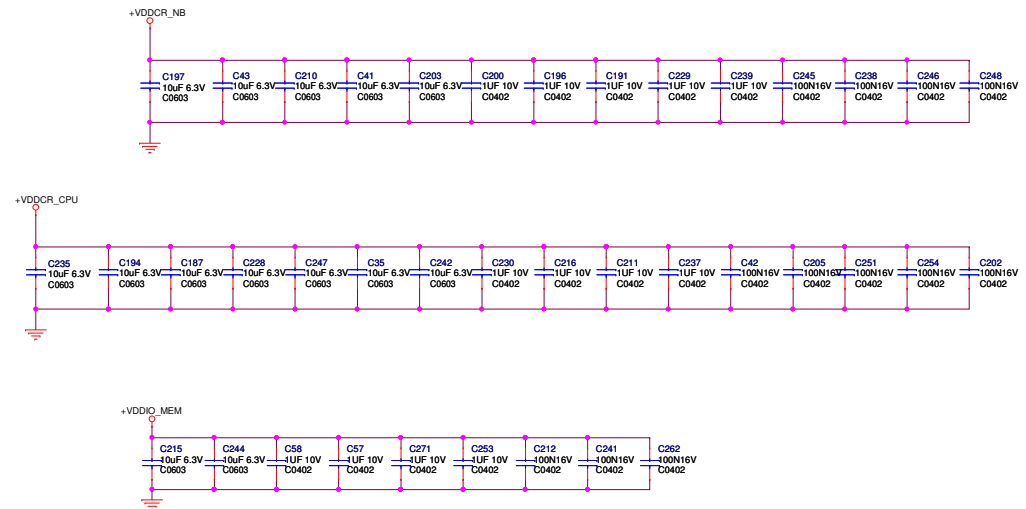 +VDDCR_NB
C197 C43 C210 C41 C203 C200 C196 C191 C229 C239 C245 C238 C246 C248
10uF 6.3V 10uF 6.3V 10uF 6.3V 10uF 6.3V 10uF 6.3V 1UF 10V 1UF 10V 1UF 10V 1UF 10V 1UF 10V 100N16V 100N16V 100N16V 100N16V
C0603 C0603 C0603 C0603 C0603 C0402 C0402 C0402 C0402 C0402 C0402 C0402 C0402 C0402
+VDDCR_CPU
C235 C194 C187 C228 C247 C35 C242 C230 C216 C211 C237 C42 C205 C251 C254 C202
10uF 6.3V 10uF 6.3V 10uF 6.3V 10uF 6.3V 10uF 6.3V 10uF 6.3V 10uF 6.3V 1UF 10V 1UF 10V 1UF 10V 1UF 10V 100N16V 100N16V 100N16V 100N16V 100N16V
C0603 C0603 C0603 C0603 C0603 C0603 C0603 C0402 C0402 C0402 C0402 C0402 C0402 C0402 C0402 C0402
+VDDIO_MEM
C215 C244 C58 C57 C271 C253 C212 C241 C262
10uF 6.3V 10uF 6.3V 1UF 10V 1UF 10V 1UF 10V 1UF 10V 100N16V 100N16V 100N16V
C0603 C0603 C0402 C0402 C0402 C0402 C0402 C0402 C0402